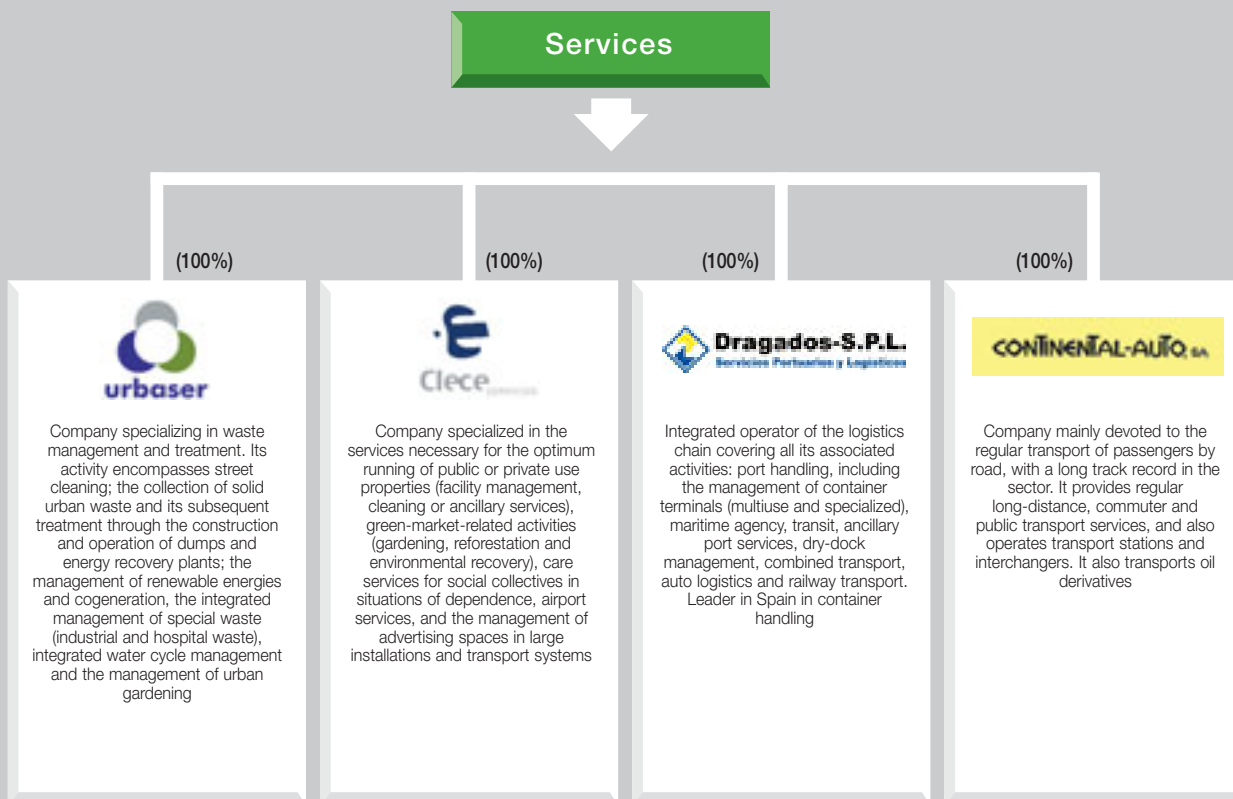 Services
(100%)
(100%)
(100%)
(100%)
urbaser
Company specializing in waste
management and treatment. Its
activity encompasses street
cleaning; the collection of solid
urban waste and its subsequent
treatment through the construction
and operation of dumps and
energy recovery plants; the
management of renewable energies
and cogeneration, the integrated
management of special waste
(industrial and hospital waste),
integrated water cycle management
and the management of urban
gardening
Clece
Company specialized in the
services necessary for the optimum
running of public or private use
properties (facility management,
cleaning or ancillary services),
green-market-related activities
(gardening, reforestation and
environmental recovery), care
services for social collectives in
situations of dependence, airport
services, and the management of
advertising spaces in large
installations and transport systems
Dragados-S.P.L.
Servicios Portuarios y Logísticos
Integrated operator of the logistics
chain covering all its associated
activities: port handling, including
the management of container
terminals (multiuse and specialized),
maritime agency, transit, ancillary
port services, dry-dock
management, combined transport,
auto logistics and railway transport.
Leader in Spain in container
handling
CONTINENTAL-AUTO, SA
Company mainly devoted to the
regular transport of passengers by
road, with a long track record in the
sector. It provides regular
long-distance, commuter and
public transport services, and also
operates transport stations and
interchangers. It also transports oil
derivatives